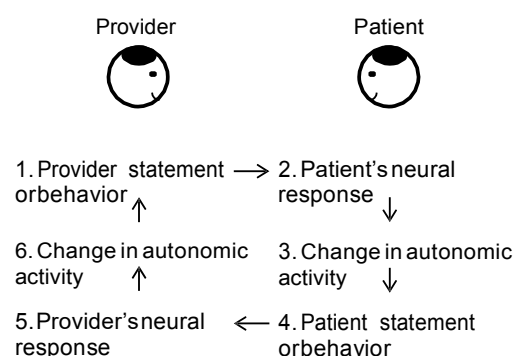 Provider Patient
1. Provider statement 2. Patient's neural
orbehavior response
6. Change in autonomic 3. Change in autonomic
activity activity
5. Provider's neural 4. Patient statement
response orbehavior